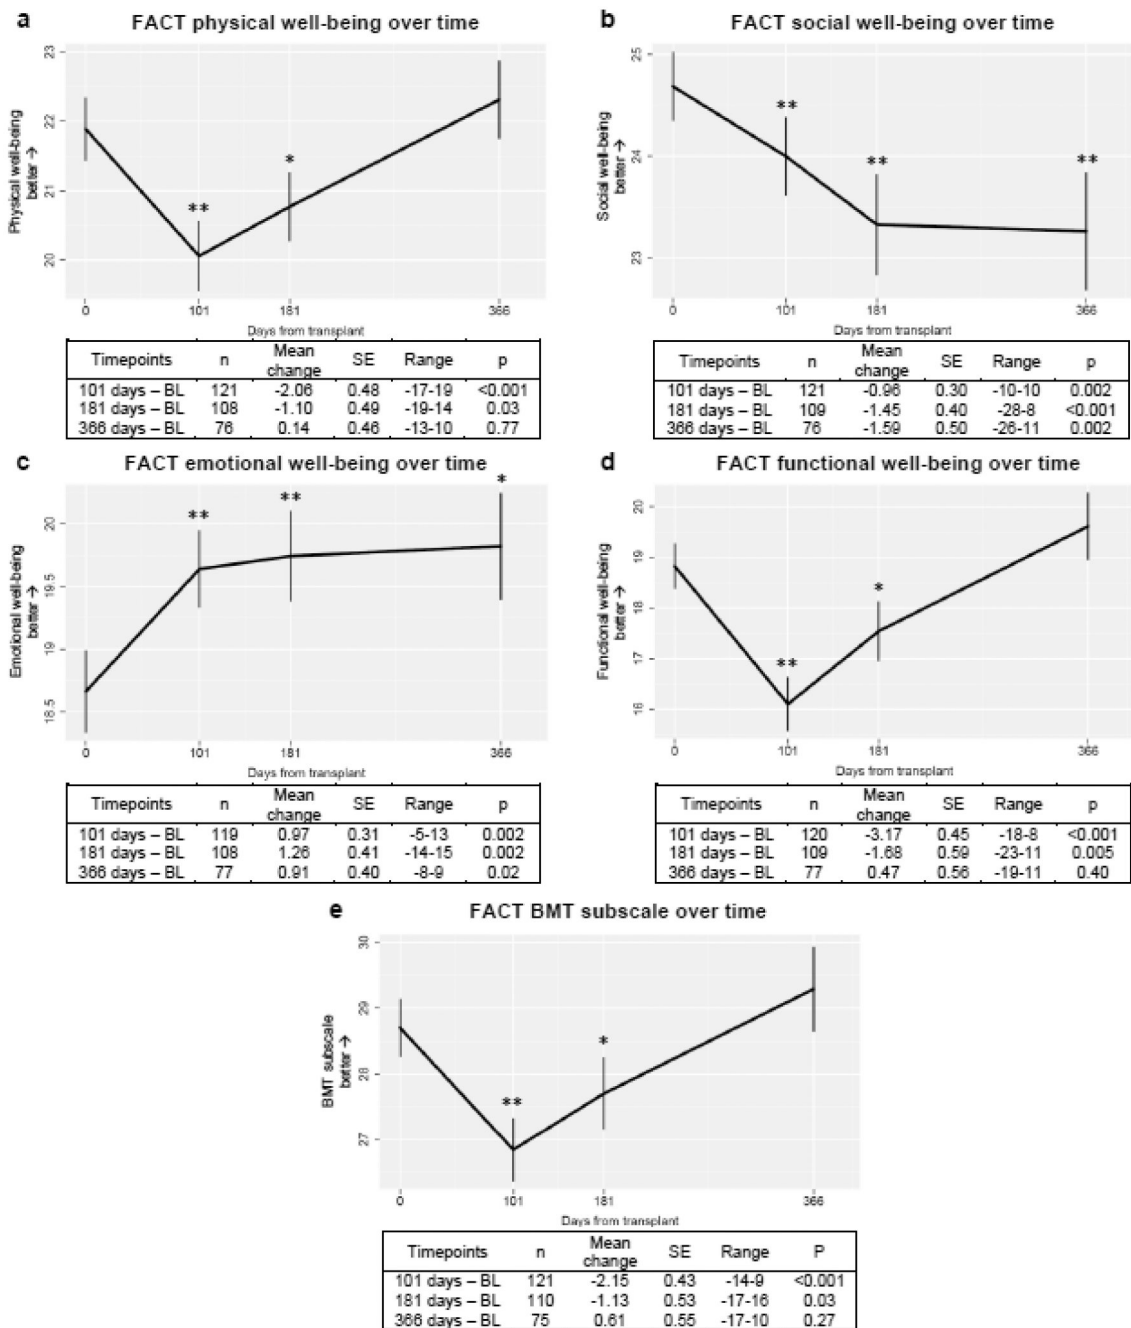 a FACT physical well-being over time
Physical well-being
better →
23
22
21
20
0 101 181 366
Days from transplant
** *
Timepoints n Mean change SE Range p
101 days – BL 121 -2.06 0.48 -17-19 <0.001
181 days – BL 108 -1.10 0.49 -19-14 0.03
366 days – BL 76 0.14 0.46 -13-10 0.77
b FACT social well-being over time
Social well-being
better →
25
24
23
0 101 181 366
Days from transplant
** ** **
Timepoints n Mean change SE Range p
101 days – BL 121 -0.96 0.30 -10-10 0.002
181 days – BL 109 -1.45 0.40 -28-8 <0.001
366 days – BL 76 -1.59 0.50 -26-11 0.002
c FACT emotional well-being over time
Emotional well-being
better →
20
19.5
19
18.5
0 101 181 366
Days from transplant
** ** *
Timepoints n Mean change SE Range p
101 days – BL 119 0.97 0.31 -5-13 0.002
181 days – BL 108 1.26 0.41 -14-15 0.002
366 days – BL 77 0.91 0.40 -8-9 0.02
d FACT functional well-being over time
Functional well-being
better →
20
19
18
17
16
0 101 181 366
Days from transplant
** *
Timepoints n Mean change SE Range p
101 days – BL 120 -3.17 0.45 -18-8 <0.001
181 days – BL 109 -1.68 0.59 -23-11 0.005
366 days – BL 77 0.47 0.56 -19-11 0.40
e FACT BMT subscale over time
BMT subscale
better →
30
29
28
27
0 101 181 366
Days from transplant
** *
Timepoints n Mean change SE Range P
101 days – BL 121 -2.15 0.43 -14-9 <0.001
181 days – BL 110 -1.13 0.53 -17-16 0.03
366 days – BL 75 0.61 0.55 -17-10 0.27